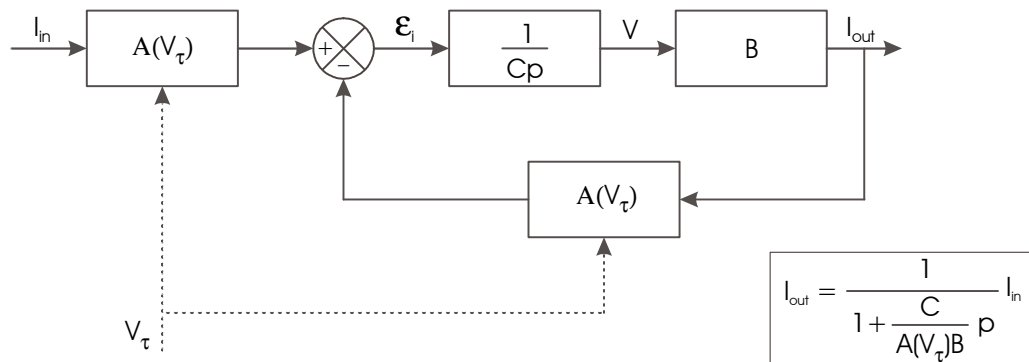 I_in
A(V_τ)
+
−
ε_i
1
Cp
V
B
I_out
A(V_τ)
V_τ
I_out = 1 / (1 + C / (A(V_τ)B) p) I_in